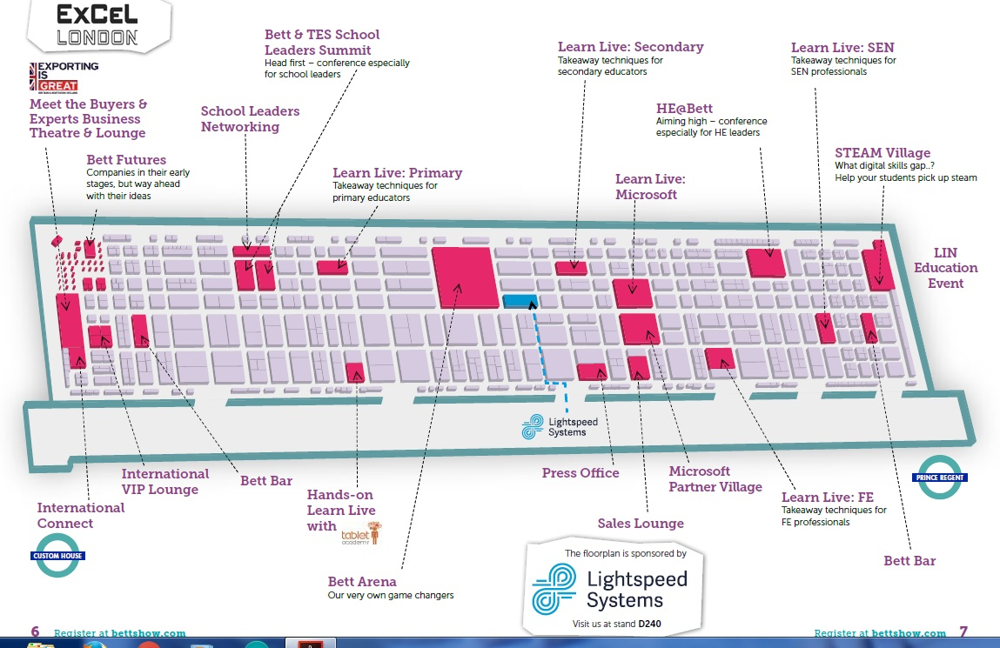 ExCeL
LONDON
EXPORTING
IS
GREAT
Meet the Buyers &
Experts Business
Theatre & Lounge
Bett Futures
Companies in their early
stages, but way ahead
with their ideas
School Leaders
Networking
Bett & TES School
Leaders Summit
Head first – conference especially
for school leaders
Learn Live: Primary
Takeaway techniques for
primary educators
Learn Live: Secondary
Takeaway techniques for
secondary educators
Learn Live:
Microsoft
HE@Bett
Aiming high – conference
especially for HE leaders
Learn Live: SEN
Takeaway techniques for
SEN professionals
STEAM Village
What digital skills gap..?
Help your students pick up steam
LIN
Education
Event
Lightspeed
Systems
International
Connect
CUSTOM HOUSE
International
VIP Lounge
Bett Bar
Hands-on
Learn Live
with
tablet
academy
Bett Arena
Our very own game changers
Press Office
Sales Lounge
Microsoft
Partner Village
Learn Live: FE
Takeaway techniques for
FE professionals
Bett Bar
PRINCE REGENT
The floorplan is sponsored by
Lightspeed
Systems
Visit us at stand D240
6 Register at bettshow.com
Register at bettshow.com 7